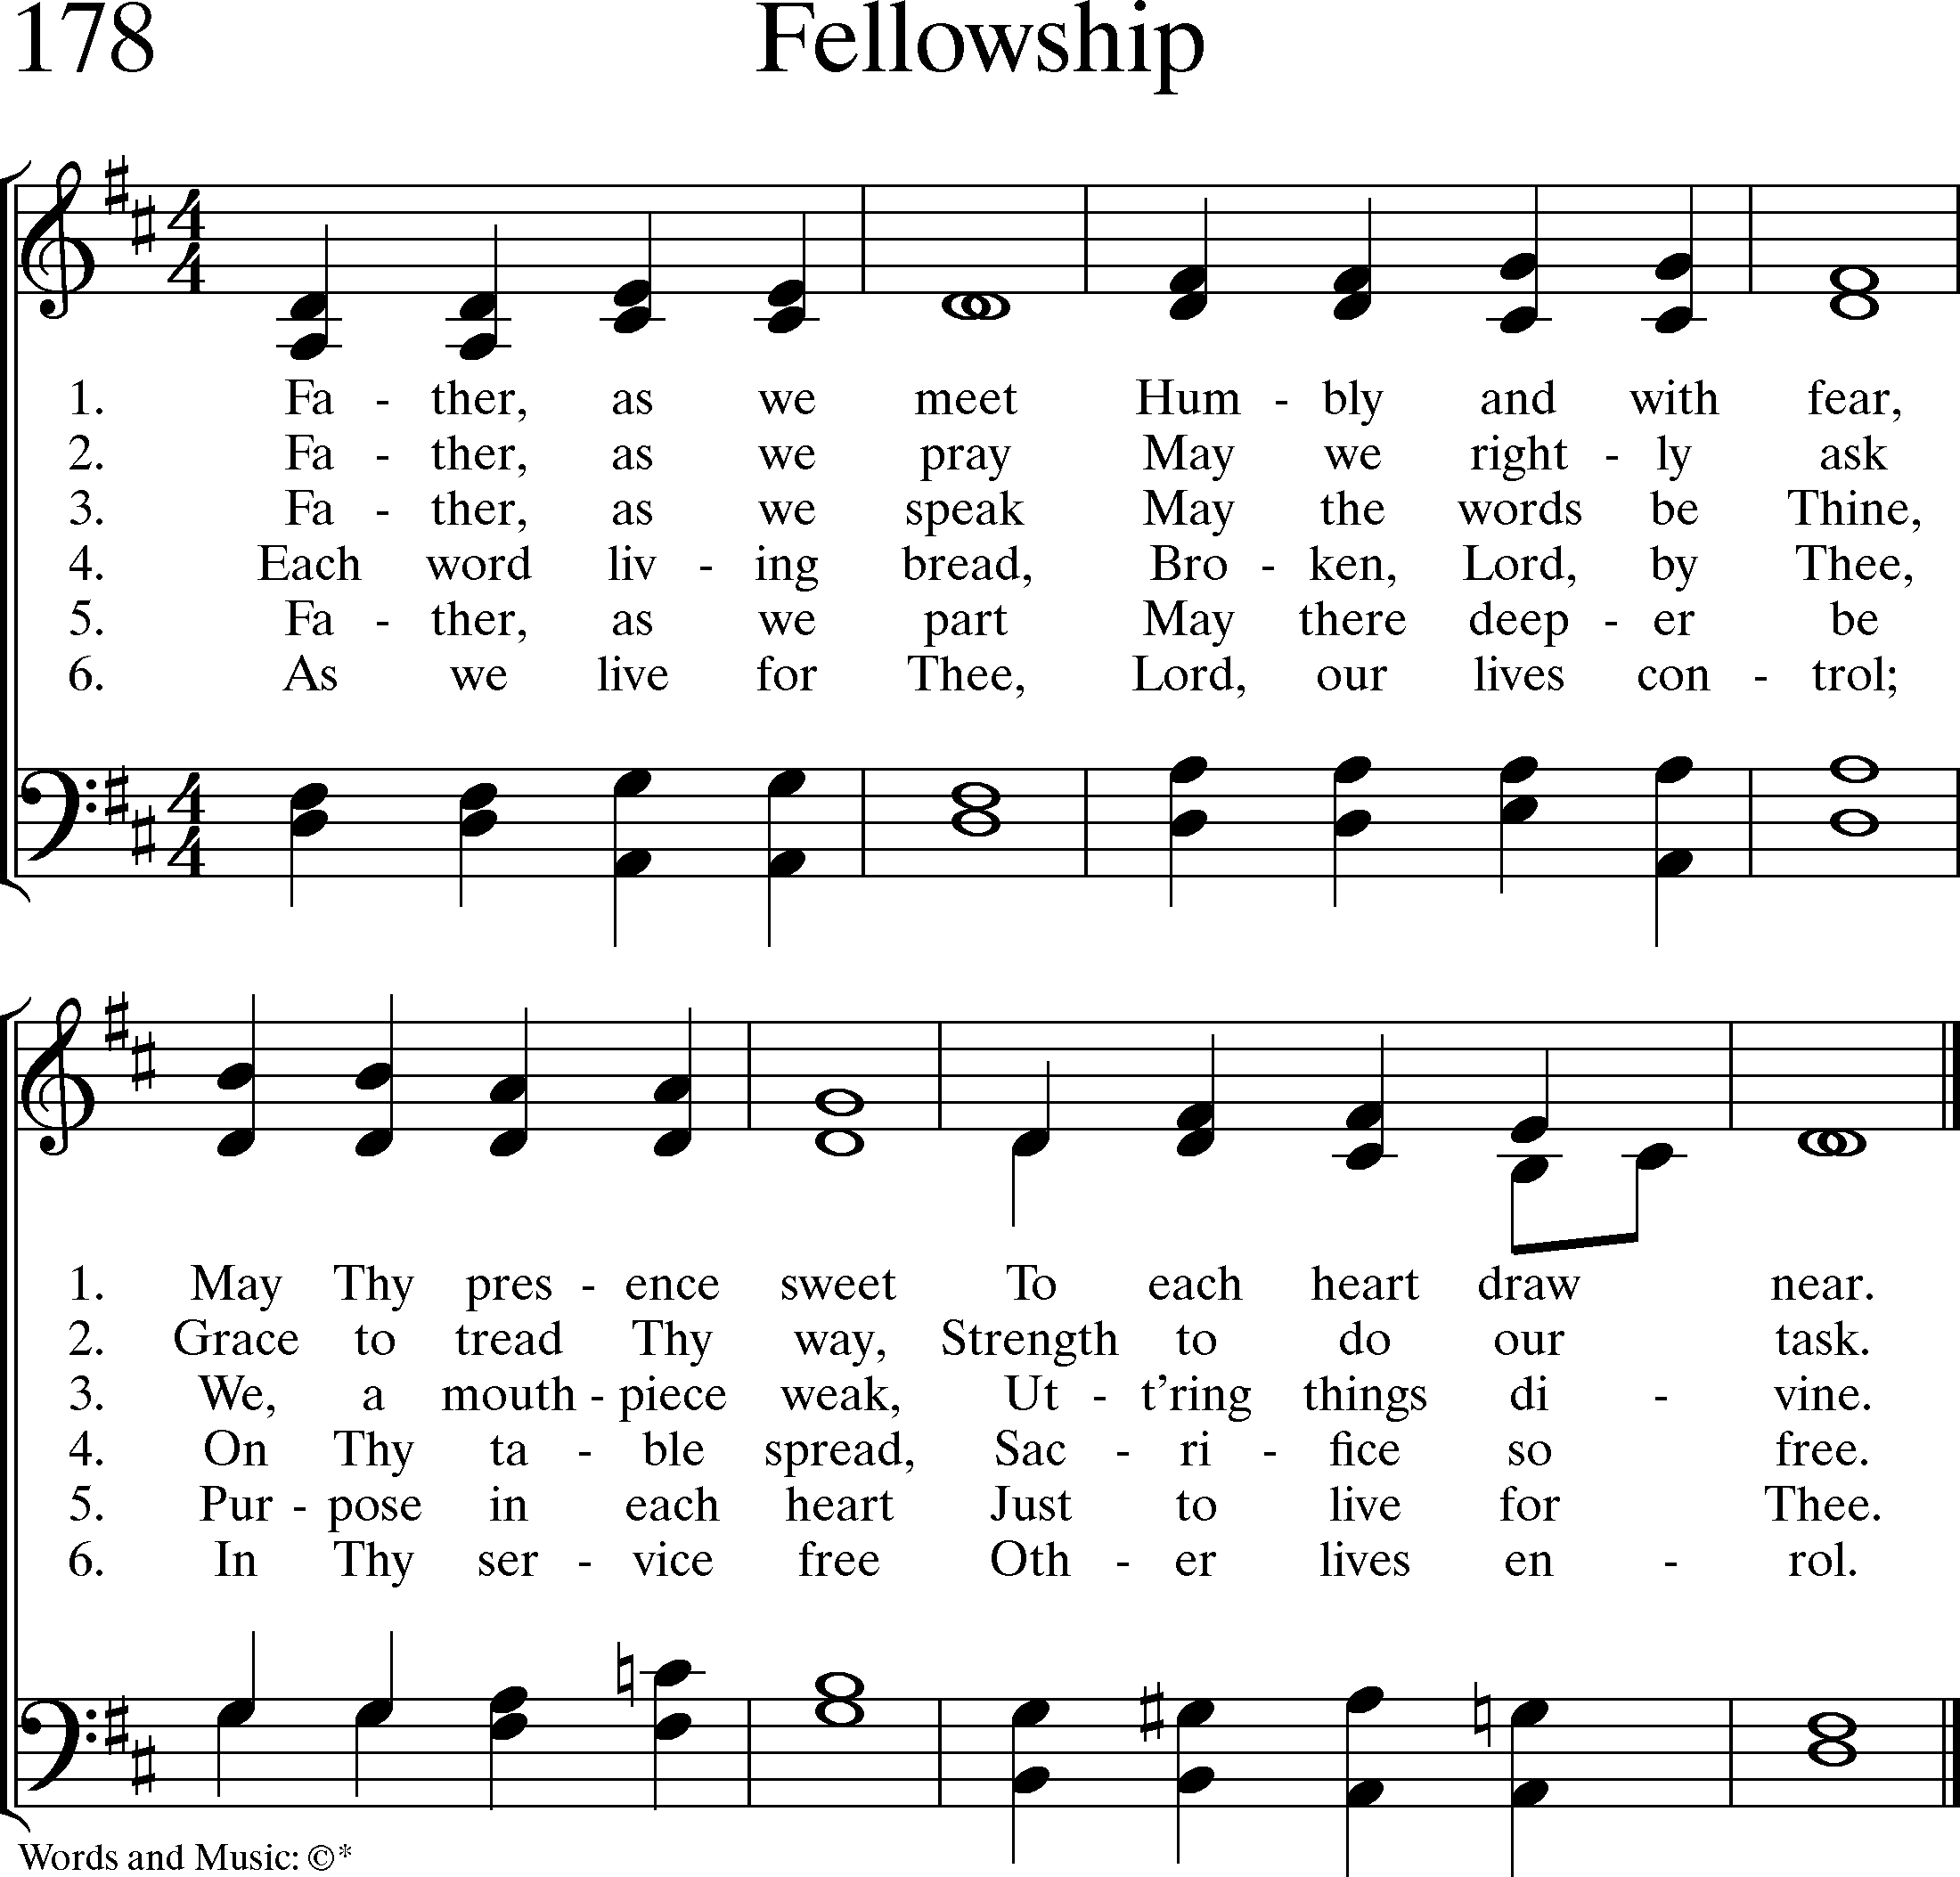 178 Fellowship
1. Fa - ther, as we meet Hum - bly and with fear,
2. Fa - ther, as we pray May we right - ly ask
3. Fa - ther, as we speak May the words be Thine,
4. Each word liv - ing bread, Bro - ken, Lord, by Thee,
5. Fa - ther, as we part May there deep - er be
6. As we live for Thee, Lord, our lives con - trol;
1. May Thy pres - ence sweet To each heart draw near.
2. Grace to tread Thy way, Strength to do our task.
3. We, a mouth - piece weak, Ut - t'ring things di - vine.
4. On Thy ta - ble spread, Sac - ri - fice so free.
5. Pur - pose in each heart Just to live for Thee.
6. In Thy ser - vice free Oth - er lives en - rol.
Words and Music: ©*